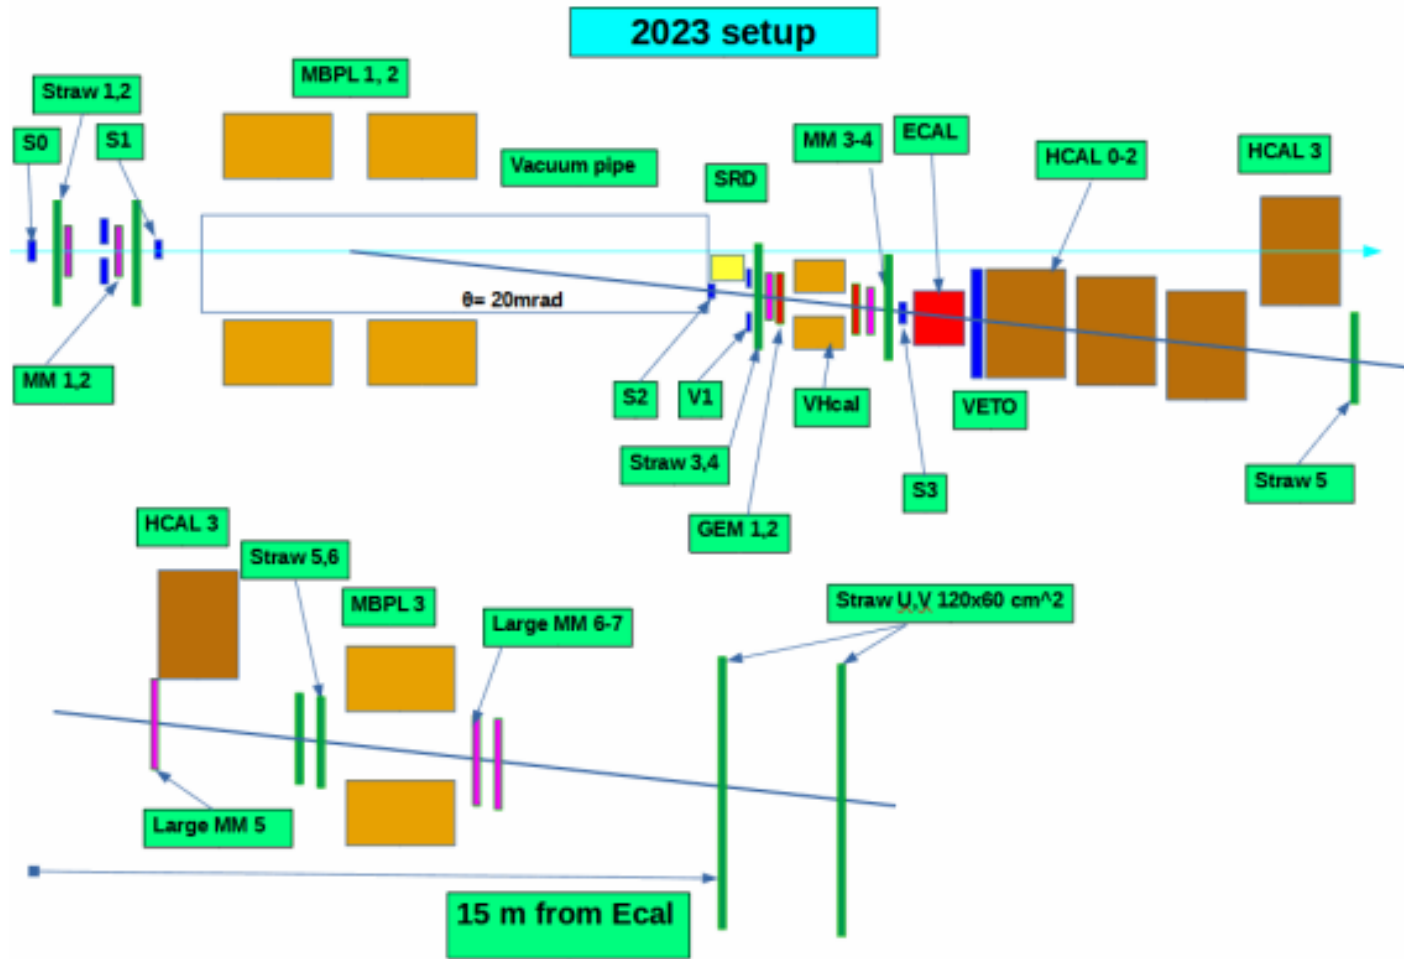 2023 setup
MBPL 1, 2
Straw 1,2
S0
S1
Vacuum pipe
SRD
MM 3-4
ECAL
HCAL 0-2
HCAL 3
θ= 20mrad
MM 1,2
S2
V1
VHcal
VETO
Straw 3,4
S3
Straw 5
GEM 1,2
HCAL 3
Straw 5,6
MBPL 3
Large MM 6-7
Straw U,V 120x60 cm^2
Large MM 5
15 m from Ecal